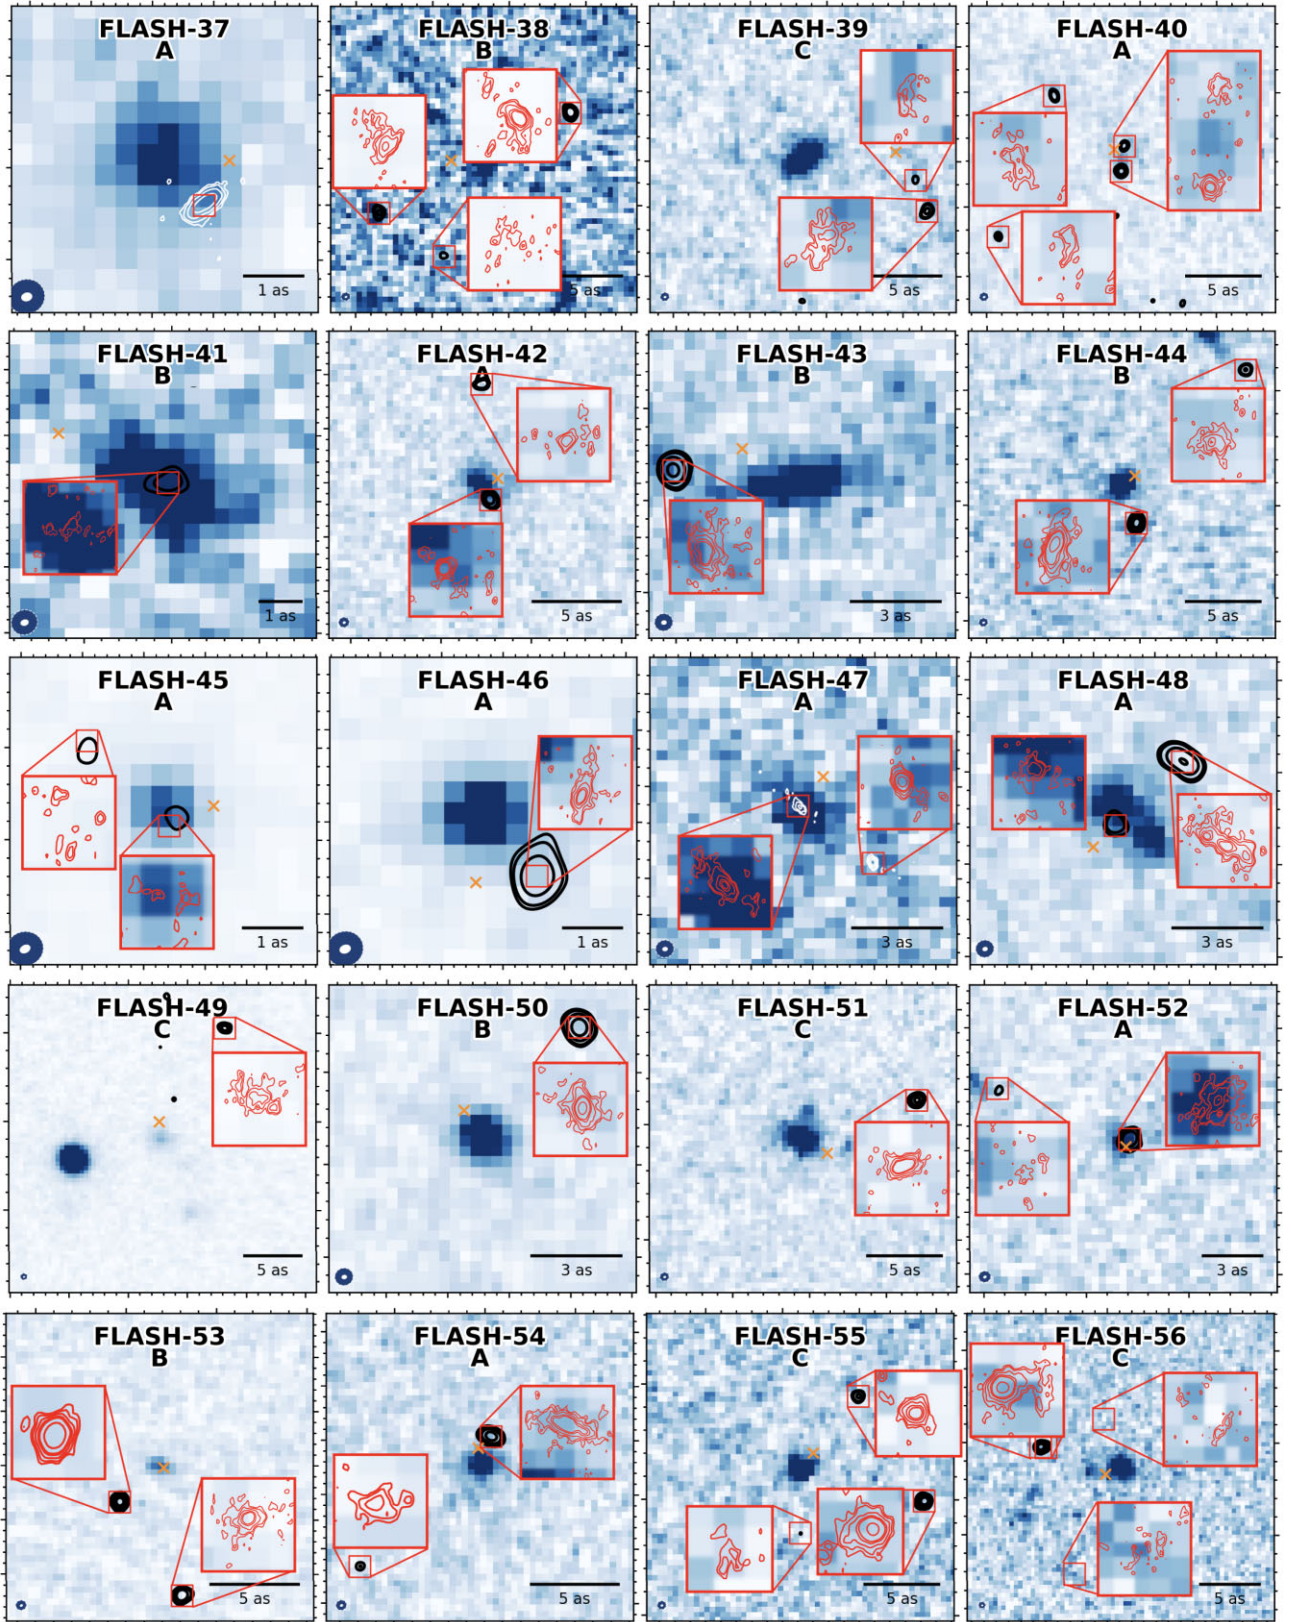 FLASH-37
A
1 as
FLASH-38
B
5 as
FLASH-39
C
5 as
FLASH-40
A
5 as
FLASH-41
B
1 as
FLASH-42
A
5 as
FLASH-43
B
3 as
FLASH-44
B
5 as
FLASH-45
A
1 as
FLASH-46
A
1 as
FLASH-47
A
3 as
FLASH-48
A
3 as
FLASH-49
C
5 as
FLASH-50
B
3 as
FLASH-51
C
5 as
FLASH-52
A
3 as
FLASH-53
B
5 as
FLASH-54
A
5 as
FLASH-55
C
5 as
FLASH-56
C
5 as